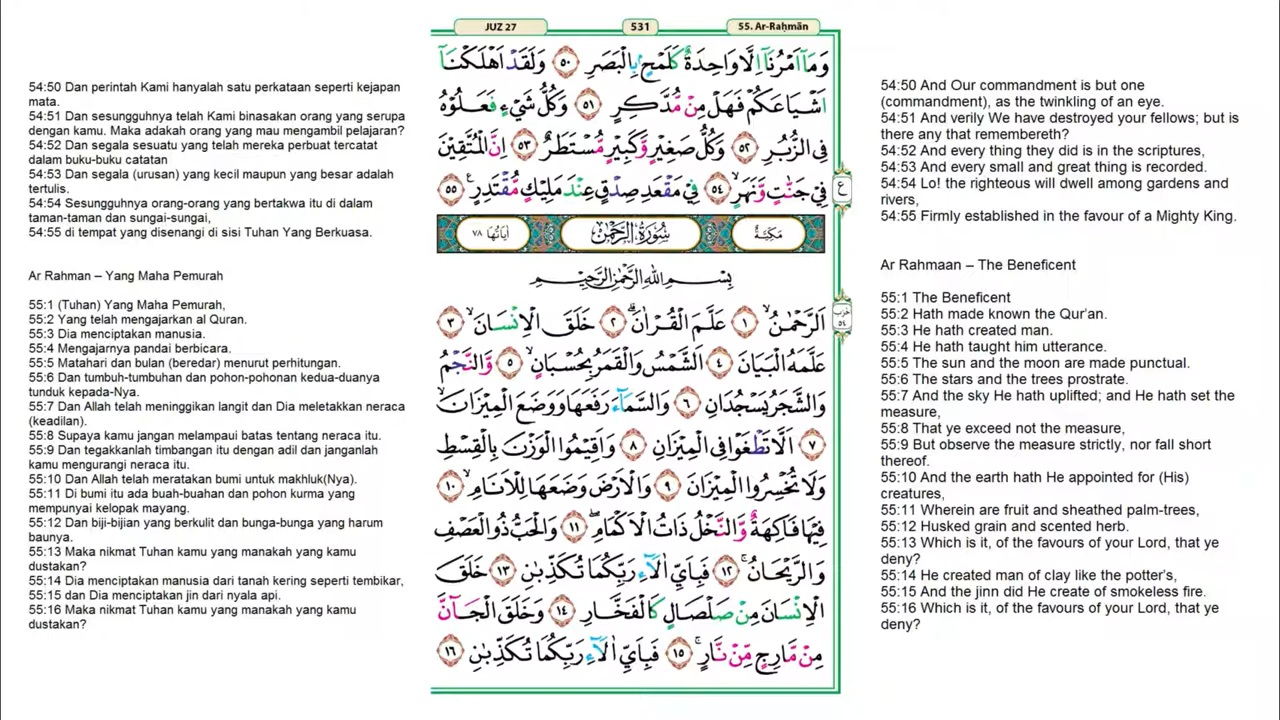 54:50 Dan perintah Kami hanyalah satu perkataan seperti kejapan
mata.
54:51 Dan sesungguhnya telah Kami binasakan orang yang serupa
dengan kamu. Maka adakah orang yang mau mengambil pelajaran?
54:52 Dan segala sesuatu yang telah mereka perbuat tercatat
dalam buku-buku catatan
54:53 Dan segala (urusan) yang kecil maupun yang besar adalah
tertulis.
54:54 Sesungguhnya orang-orang yang bertakwa itu di dalam
taman-taman dan sungai-sungai,
54:55 di tempat yang disenangi di sisi Tuhan Yang Berkuasa.
Ar Rahman – Yang Maha Pemurah
55:1 (Tuhan) Yang Maha Pemurah,
55:2 Yang telah mengajarkan al Quran.
55:3 Dia menciptakan manusia.
55:4 Mengajarnya pandai berbicara.
55:5 Matahari dan bulan (beredar) menurut perhitungan.
55:6 Dan tumbuh-tumbuhan dan pohon-pohonan kedua-duanya
tunduk kepada-Nya.
55:7 Dan Allah telah meninggikan langit dan Dia meletakkan neraca
(keadilan).
55:8 Supaya kamu jangan melampaui batas tentang neraca itu.
55:9 Dan tegakkanlah timbangan itu dengan adil dan janganlah
kamu mengurangi neraca itu.
55:10 Dan Allah telah meratakan bumi untuk makhluk(Nya).
55:11 Di bumi itu ada buah-buahan dan pohon kurma yang
mempunyai kelopak mayang.
55:12 Dan biji-bijian yang berkulit dan bunga-bunga yang harum
baunya.
55:13 Maka nikmat Tuhan kamu yang manakah yang kamu
dustakan?
55:14 Dia menciptakan manusia dari tanah kering seperti tembikar,
55:15 dan Dia menciptakan jin dari nyala api.
55:16 Maka nikmat Tuhan kamu yang manakah yang kamu
dustakan?
JUZ 27
531
55. Ar-Raḥmān
وَمَآ اَمْرُنَآ اِلَّا وَاحِدَةٌ كَلَمْحٍۢ بِالْبَصَرِ ٥٠ وَلَقَدْ اَهْلَكْنَآ
اَشْيَاعَكُمْ فَهَلْ مِنْ مُّدَّكِرٍ ٥١ وَكُلُّ شَيْءٍ فَعَلُوْهُ
فِى الزُّبُرِ ٥٢ وَكُلُّ صَغِيْرٍ وَّكَبِيْرٍ مُّسْتَطَرٌ ٥٣ اِنَّ الْمُتَّقِيْنَ
فِيْ جَنّٰتٍ وَّنَهَرٍۙ ٥٤ فِيْ مَقْعَدِ صِدْقٍ عِنْدَ مَلِيْكٍ مُّقْتَدِرٍ ࣖ ٥٥
ع
مَكِيَّة
سُوْرَةُ الرَّحْمٰن
اٰيَاتُهَا ٧٨
بِسْمِ اللّٰهِ الرَّحْمٰنِ الرَّحِيْمِ
اَلرَّحْمٰنُۙ ١ عَلَّمَ الْقُرْاٰنَۗ ٢ خَلَقَ الْاِنْسَانَۙ ٣
حزب ٥٤
عَلَّمَهُ الْبَيَانَ ٤ اَلشَّمْسُ وَالْقَمَرُ بِحُسْبَانٍۙ ٥ وَّالنَّجْمُ
وَالشَّجَرُ يَسْجُدَانِ ٦ وَالسَّمَاۤءَ رَفَعَهَا وَوَضَعَ الْمِيْزَانَۙ
٧ اَلَّا تَطْغَوْا فِى الْمِيْزَانِ ٨ وَاَقِيْمُوا الْوَزْنَ بِالْقِسْطِ
وَلَا تُخْسِرُوا الْمِيْزَانَ ٩ وَالْاَرْضَ وَضَعَهَا لِلْاَنَامِۙ ١٠
فِيْهَا فَاكِهَةٌ وَّالنَّخْلُ ذَاتُ الْاَكْمَامِۖ ١١ وَالْحَبُّ ذُو الْعَصْفِ
وَالرَّيْحَانُۚ ١٢ فَبِاَيِّ اٰلَاۤءِ رَبِّكُمَا تُكَذِّبٰنِ ١٣ خَلَقَ
الْاِنْسَانَ مِنْ صَلْصَالٍ كَالْفَخَّارِ ١٤ وَخَلَقَ الْجَاۤنَّ
مِنْ مَّارِجٍ مِّنْ نَّارٍۚ ١٥ فَبِاَيِّ اٰلَاۤءِ رَبِّكُمَا تُكَذِّبٰنِ ١٦
54:50 And Our commandment is but one
(commandment), as the twinkling of an eye.
54:51 And verily We have destroyed your fellows; but is
there any that remembereth?
54:52 And every thing they did is in the scriptures,
54:53 And every small and great thing is recorded.
54:54 Lo! the righteous will dwell among gardens and
rivers,
54:55 Firmly established in the favour of a Mighty King.
Ar Rahmaan – The Beneficent
55:1 The Beneficent
55:2 Hath made known the Qur'an.
55:3 He hath created man.
55:4 He hath taught him utterance.
55:5 The sun and the moon are made punctual.
55:6 The stars and the trees prostrate.
55:7 And the sky He hath uplifted; and He hath set the
measure,
55:8 That ye exceed not the measure,
55:9 But observe the measure strictly, nor fall short
thereof.
55:10 And the earth hath He appointed for (His)
creatures,
55:11 Wherein are fruit and sheathed palm-trees,
55:12 Husked grain and scented herb.
55:13 Which is it, of the favours of your Lord, that ye
deny?
55:14 He created man of clay like the potter's,
55:15 And the jinn did He create of smokeless fire.
55:16 Which is it, of the favours of your Lord, that ye
deny?